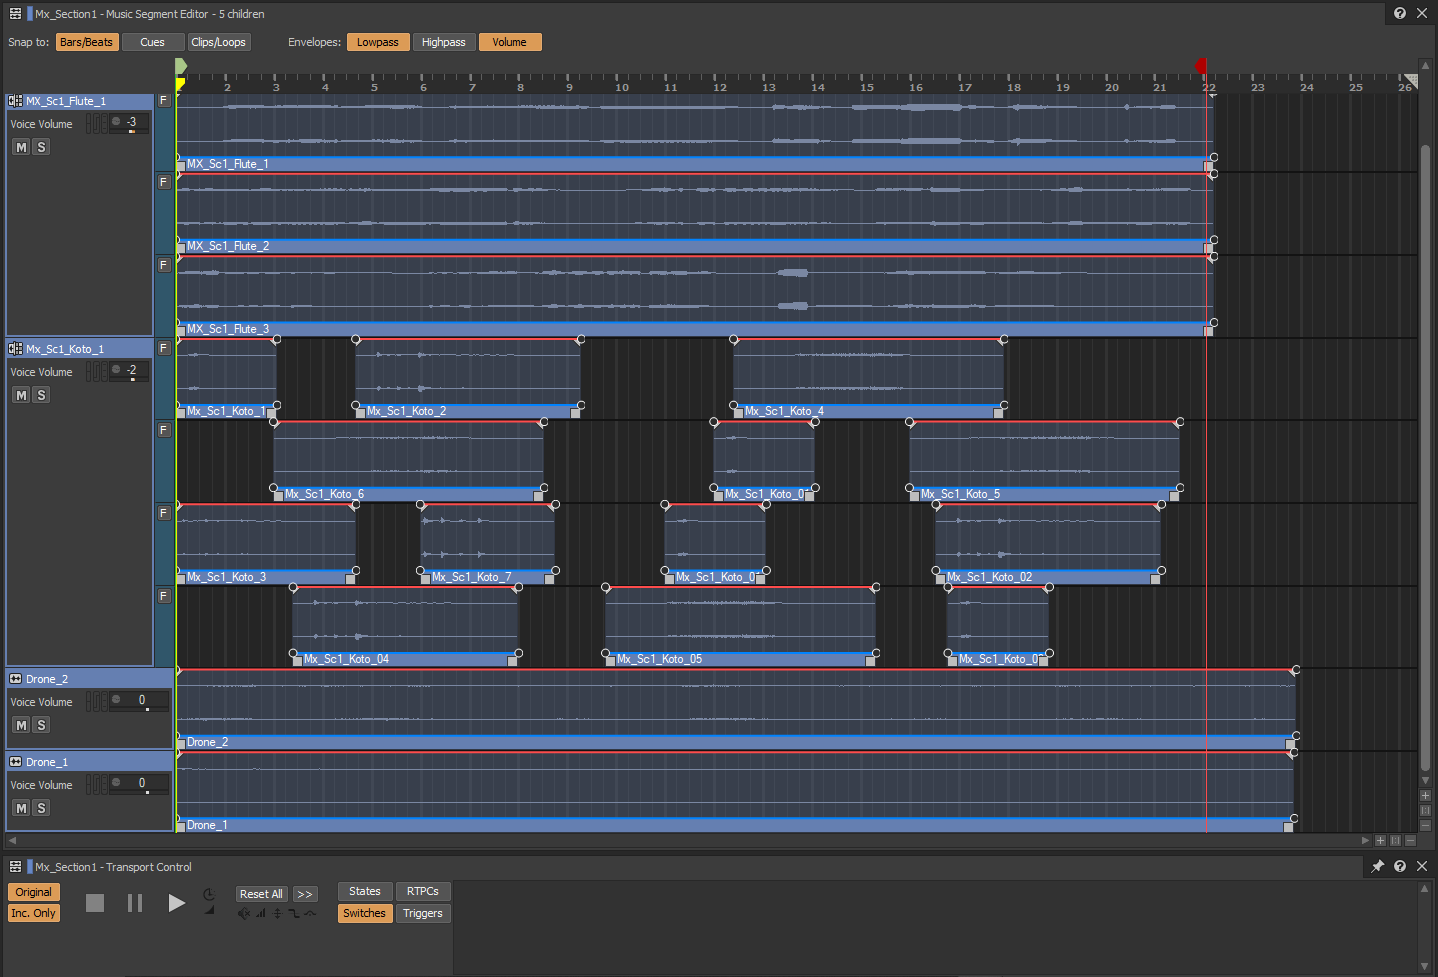 Mx_Section1 - Music Segment Editor - 5 children
Snap to: Bars/Beats Cues Clips/Loops Envelopes: Lowpass Highpass Volume
2 3 4 5 6 7 8 9 10 11 12 13 14 15 16 17 18 19 20 21 22 23 24 25 26
MX_Sc1_Flute_1 F
Voice Volume -3
M S
MX_Sc1_Flute_1
F
MX_Sc1_Flute_2
F
MX_Sc1_Flute_3
Mx_Sc1_Koto_1 F
Voice Volume -2
M S
Mx_Sc1_Koto_1 Mx_Sc1_Koto_2 Mx_Sc1_Koto_4
F
Mx_Sc1_Koto_6 Mx_Sc1_Koto_0 Mx_Sc1_Koto_5
F
Mx_Sc1_Koto_3 Mx_Sc1_Koto_7 Mx_Sc1_Koto_01 Mx_Sc1_Koto_02
F
Mx_Sc1_Koto_04 Mx_Sc1_Koto_05 Mx_Sc1_Koto_0
Drone_2
Voice Volume 0
M S
Drone_2
Drone_1
Voice Volume 0
M S
Drone_1
Mx_Section1 - Transport Control
Original
Inc. Only
Reset All >>
States RTPCs
Switches Triggers